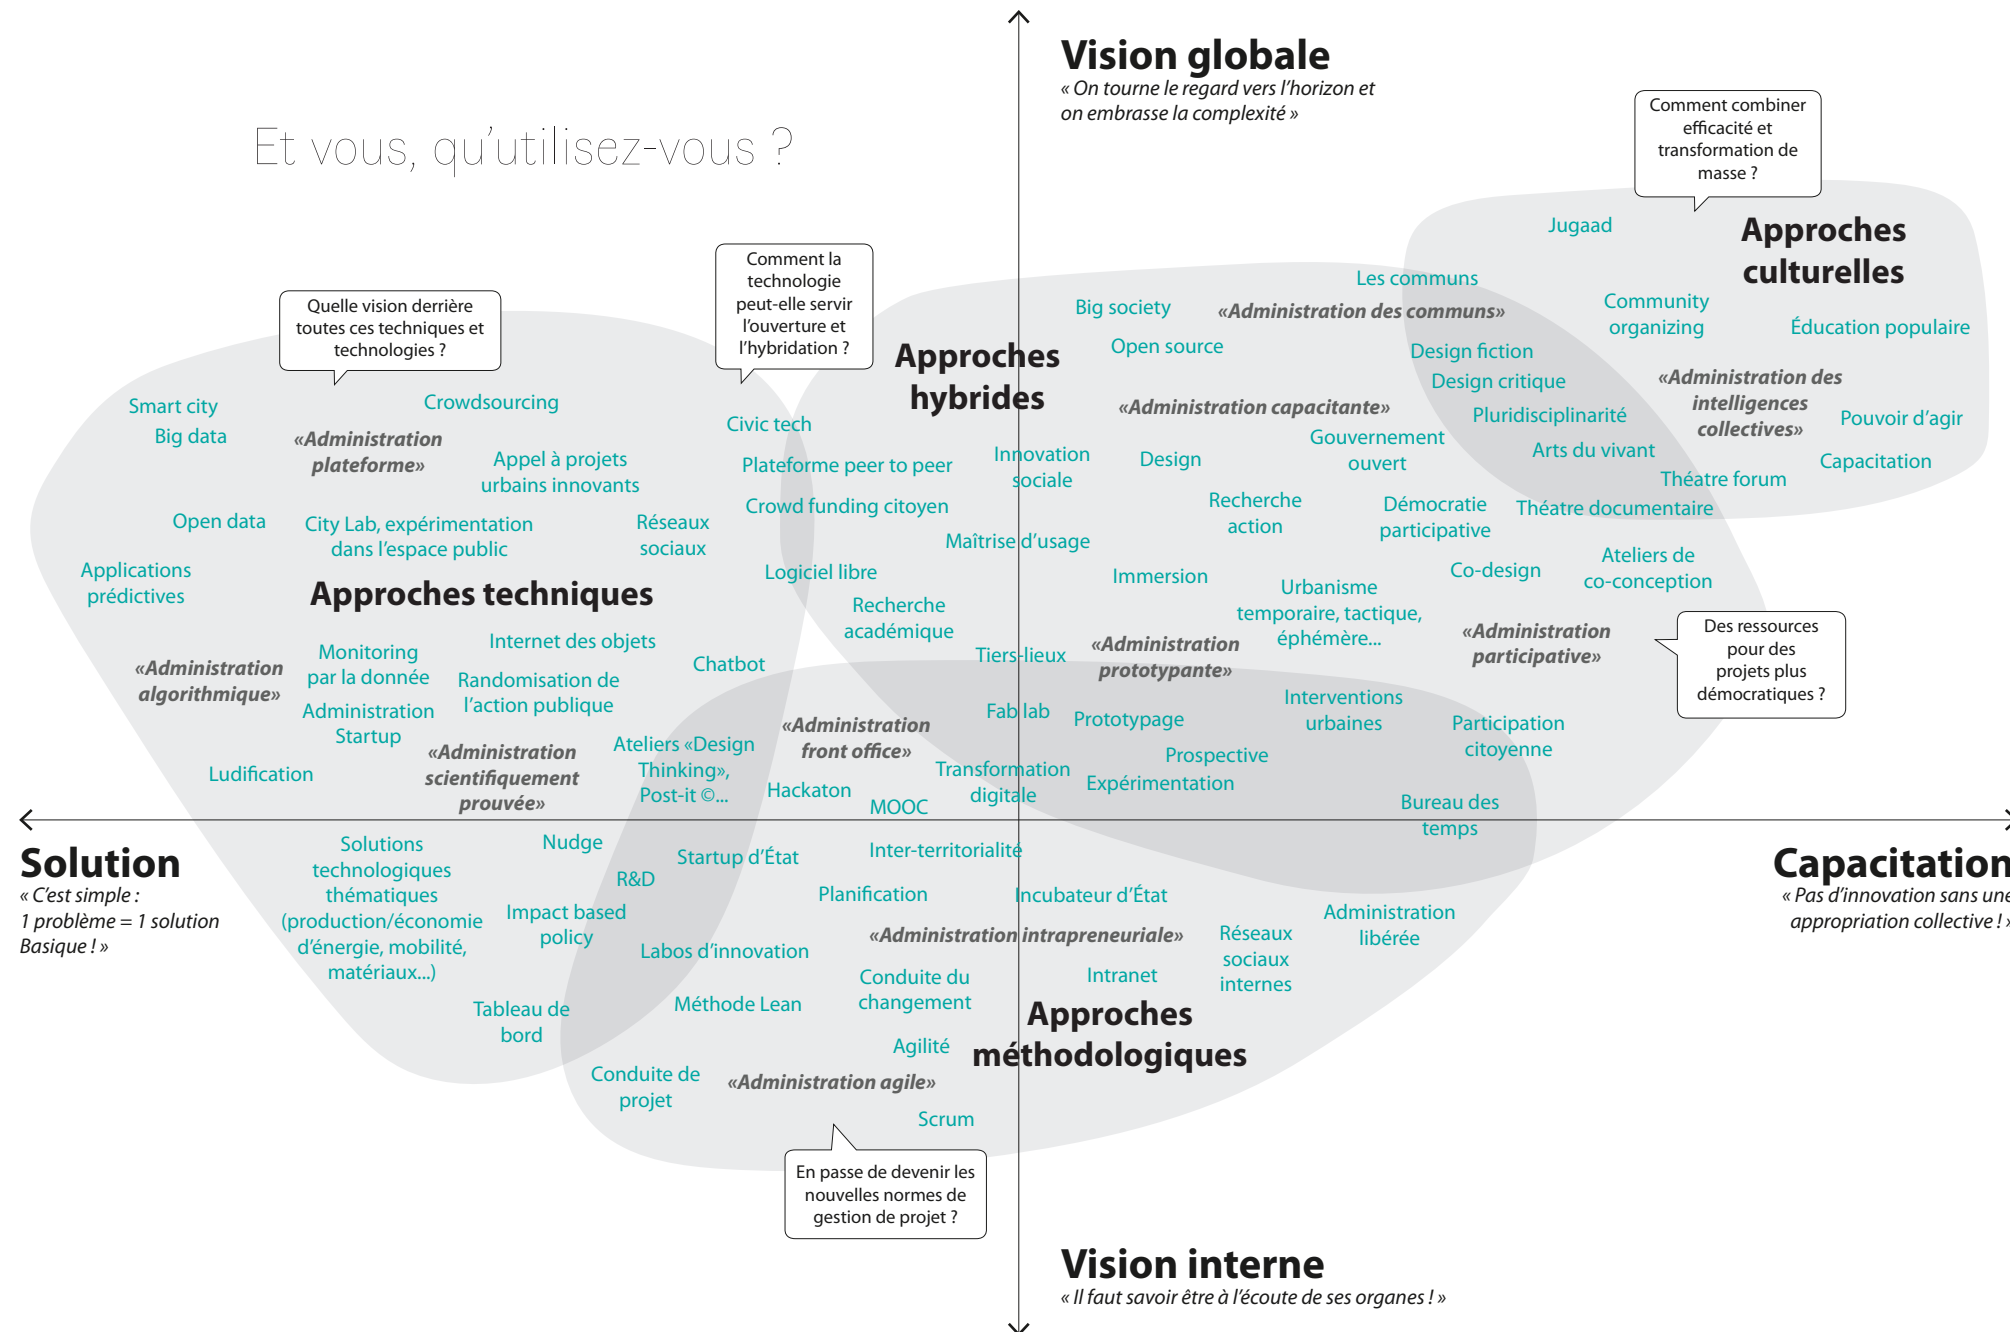 Vision globale
« On tourne le regard vers l'horizon et
on embrasse la complexité »
Et vous, qu'utilisez-vous ?
Comment combiner
efficacité et
transformation de
masse ?
Jugaad
Approches
culturelles
Community
organizing
Éducation populaire
«Administration des
intelligences
collectives»
Pouvoir d'agir
Capacitation
Théatre forum
Théatre documentaire
Arts du vivant
Pluridisciplinarité
Design critique
Design fiction
Les communs
Comment la
technologie
peut-elle servir
l'ouverture et
l'hybridation ?
Approches
hybrides
Big society
«Administration des communs»
Open source
«Administration capacitante»
Gouvernement
ouvert
Civic tech
Plateforme peer to peer
Crowd funding citoyen
Innovation
sociale
Design
Recherche
action
Démocratie
participative
Maîtrise d'usage
Logiciel libre
Recherche
académique
Immersion
Urbanisme
temporaire, tactique,
éphémère...
Co-design
Ateliers de
co-conception
Tiers-lieux
«Administration
prototypante»
«Administration
participative»
Des ressources
pour des
projets plus
démocratiques ?
Fab lab
Prototypage
Interventions
urbaines
Participation
citoyenne
Prospective
Expérimentation
Bureau des
temps
Quelle vision derrière
toutes ces techniques et
technologies ?
Smart city
Big data
Crowdsourcing
«Administration
plateforme»
Appel à projets
urbains innovants
Open data
City Lab, expérimentation
dans l'espace public
Réseaux
sociaux
Applications
prédictives
Approches techniques
«Administration
algorithmique»
Monitoring
par la donnée
Internet des objets
Randomisation de
l'action publique
Chatbot
Administration
Startup
«Administration
scientifiquement
prouvée»
Ludification
Ateliers «Design
Thinking»,
Post-it ©...
«Administration
front office»
Hackaton
MOOC
Transformation
digitale
Solution
« C'est simple :
1 problème = 1 solution
Basique ! »
Capacitation
« Pas d'innovation sans une
appropriation collective ! »
Solutions
technologiques
thématiques
(production/économie
d'énergie, mobilité,
matériaux...)
Nudge
R&D
Impact based
policy
Tableau de
bord
Startup d'État
Inter-territorialité
Planification
Incubateur d'État
«Administration intrapreneuriale»
Labos d'innovation
Conduite du
changement
Intranet
Réseaux
sociaux
internes
Administration
libérée
Méthode Lean
Approches
méthodologiques
Agilité
Conduite de
projet
«Administration agile»
Scrum
En passe de devenir les
nouvelles normes de
gestion de projet ?
Vision interne
« Il faut savoir être à l'écoute de ses organes ! »